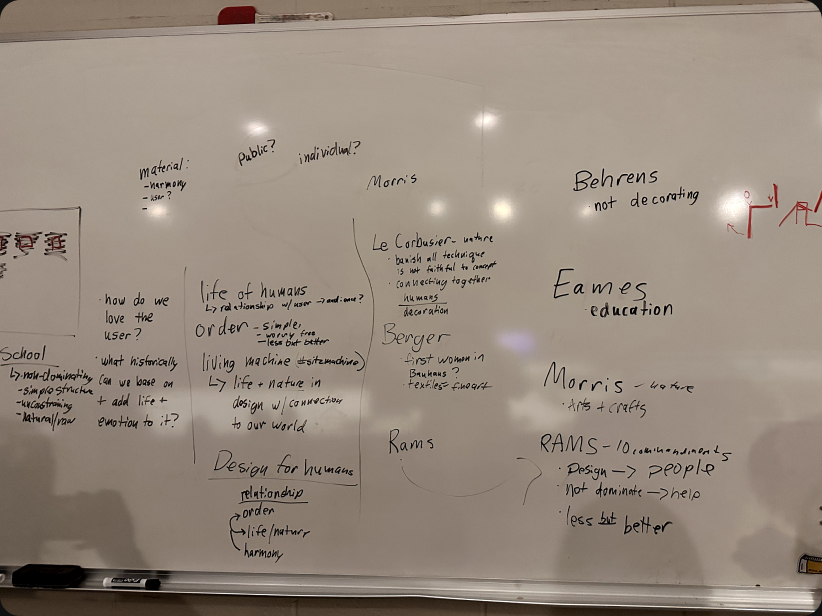 material:
- harmony
- user?
-
public?
individual?
School
↳ non-dominating
- simple structure
- natural/raw
· how do we
love the
user?
· what historically
can we base on
+ add life +
emotion to it?
life of humans
↳ relationship w/user → audience?
order - simple,
- worry free
- less but better
living machine (
↳ life + nature in
design w/ connection
to our world
Design for humans
relationship
order
life/nature
harmony
Morris
Le Corbusier - nature
· banish all technique
is not faithful to concept
· connecting together
humans
decoration
Berger
· first women in
Bauhaus?
· textiles = fine art
Rams
Behrens
· not decorating
Eames
· education
Morris - nature
· Arts + crafts
RAMS - 10 commandments
· Design → people
· not dominate → help
· less but better